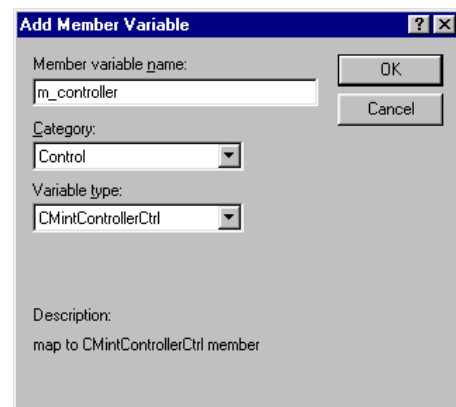 Add Member Variable
Member variable name:
m_controller
Category:
Control
Variable type:
CMintControllerCtrl
Description:
map to CMintControllerCtrl member
OK
Cancel